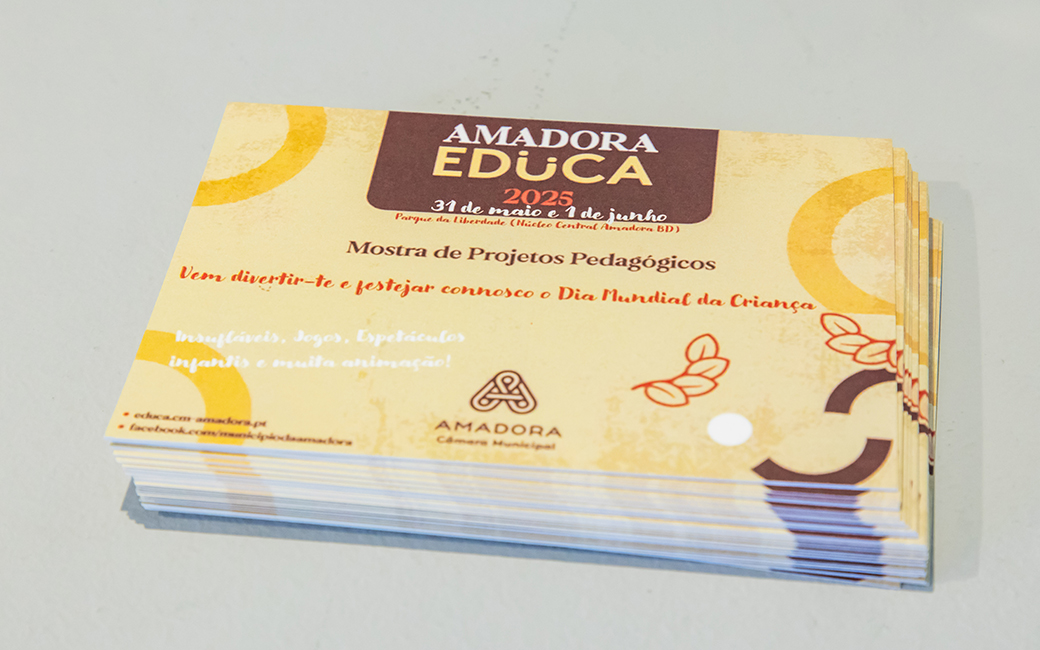 AMADORA
EDUCA
2025
31 de maio e 1 de junho
Parque da Liberdade (Núcleo Central/Amadora BD)
Mostra de Projetos Pedagógicos
Vem divertir-te e festejar connosco o Dia Mundial da Criança
Insufláveis, Jogos, Espetáculos
infantis e muita animação!
• educa.cm-amadora.pt
• facebook.com/municipiodaamadora
AMADORA
Câmara Municipal